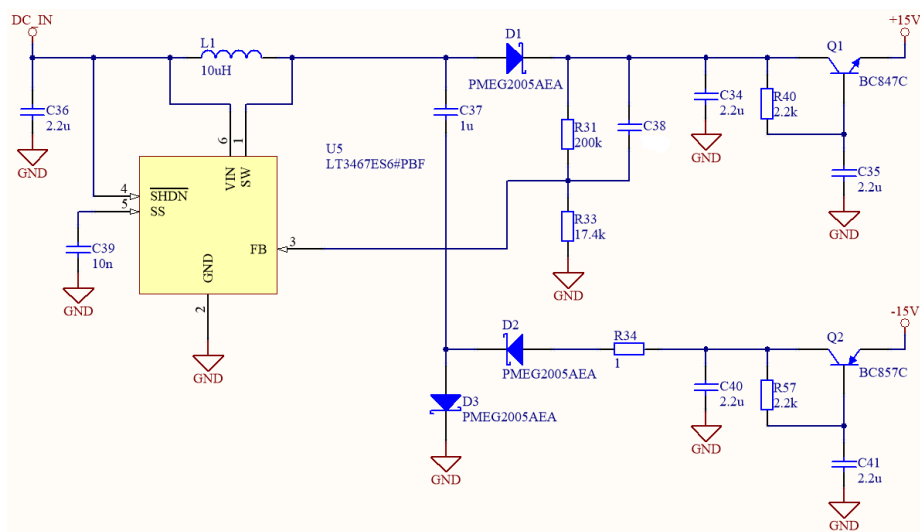 DC_IN
+15V
L1
10uH
D1
PMEG2005AEA
Q1
BC847C
C36
2.2u
GND
C37
1u
R31
200k
C38
C34
2.2u
GND
R40
2.2k
C35
2.2u
GND
U5
LT3467ES6#PBF
6
1
VIN
SW
4
SHDN
5
SS
FB
3
GND
2
GND
C39
10n
GND
R33
17.4k
GND
-15V
D2
PMEG2005AEA
R34
1
Q2
BC857C
D3
PMEG2005AEA
GND
C40
2.2u
GND
R57
2.2k
C41
2.2u
GND